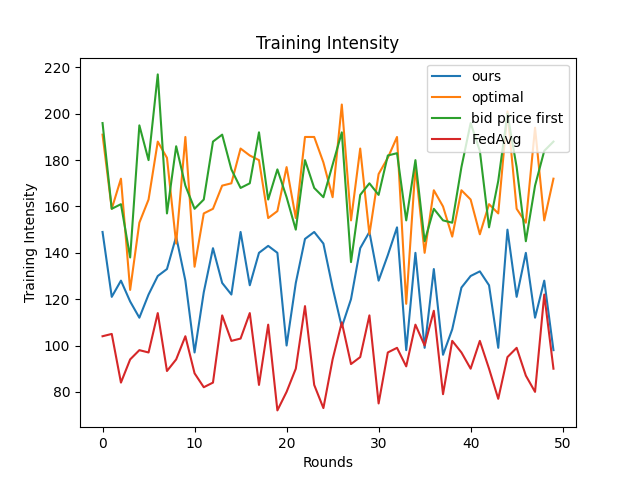 Training Intensity
220
200
180
160
140
120
100
80
Training Intensity
ours
optimal
bid price first
FedAvg
0
10
20
30
40
50
Rounds